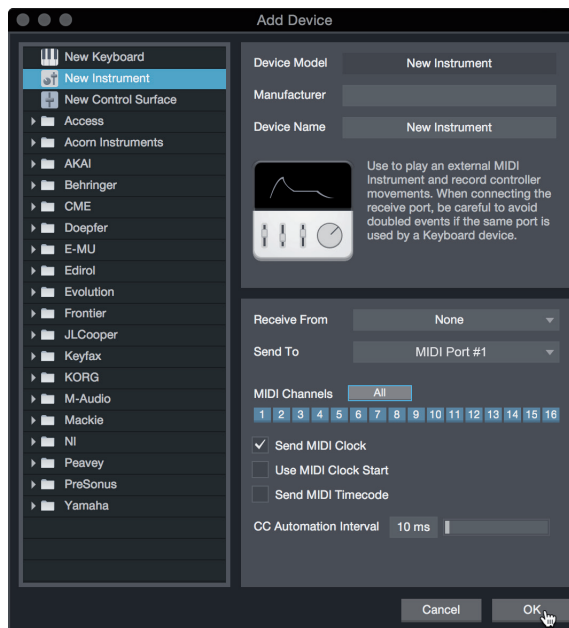 Add Device
New Keyboard
New Instrument
New Control Surface
Access
Acorn Instruments
AKAI
Behringer
CME
Doepfer
E-MU
Edirol
Evolution
Frontier
JLCooper
Keyfax
KORG
M-Audio
Mackie
NI
Peavey
PreSonus
Yamaha
Device Model New Instrument
Manufacturer
Device Name New Instrument
Use to play an external MIDI
Instrument and record controller
movements. When connecting the
receive port, be careful to avoid
doubled events if the same port is
used by a Keyboard device.
Receive From None
Send To MIDI Port #1
MIDI Channels All
1 2 3 4 5 6 7 8 9 10 11 12 13 14 15 16
Send MIDI Clock
Use MIDI Clock Start
Send MIDI Timecode
CC Automation Interval 10 ms
Cancel OK